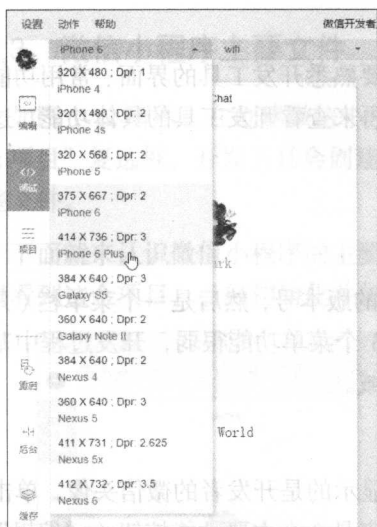 设置 动作 帮助 微信开发者
iPhone 6 wifi
320 X 480 ; Dpr: 1
iPhone 4
编辑
320 X 480 ; Dpr: 2
iPhone 4s
Chat
320 X 568 ; Dpr: 2
iPhone 5
调试
375 X 667 ; Dpr: 2
iPhone 6
项目
414 X 736 ; Dpr: 3
iPhone 6 Plus
ark
384 X 640 ; Dpr: 3
Galaxy S5
360 X 640 ; Dpr: 2
Galaxy Note II
384 X 640 ; Dpr: 2
Nexus 4
重启
360 X 640 ; Dpr: 3
Nexus 5
World
后台
411 X 731 ; Dpr: 2.625
Nexus 5x
412 X 732 ; Dpr: 3.5
Nexus 6
缓存